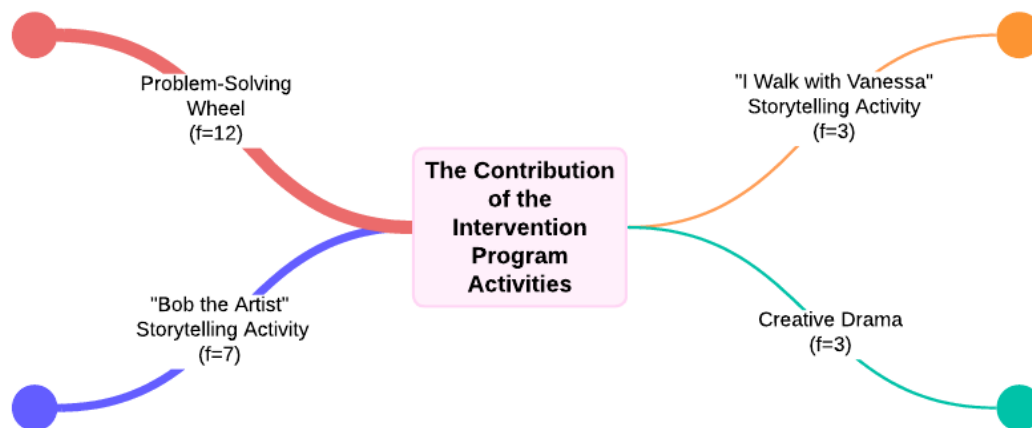 Problem-Solving
Wheel
(f=12)
"I Walk with Vanessa"
Storytelling Activity
(f=3)
The Contribution
of the
Intervention
Program
Activities
"Bob the Artist"
Storytelling Activity
(f=7)
Creative Drama
(f=3)